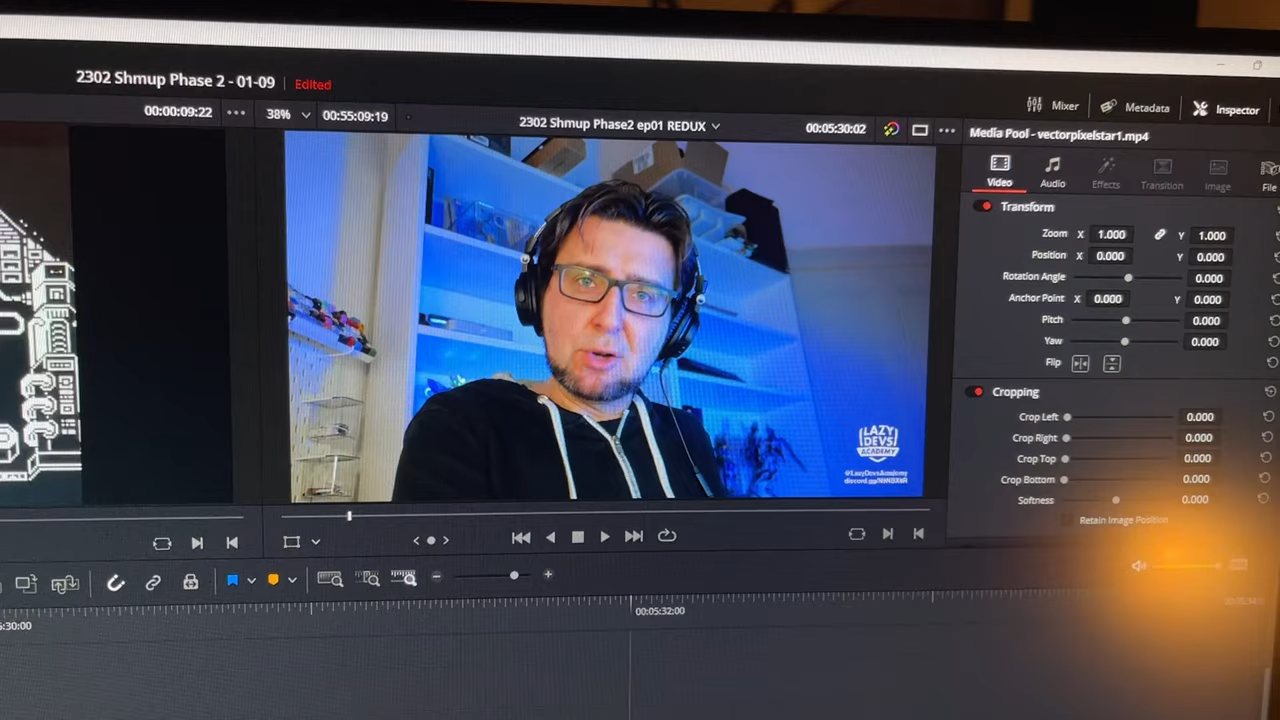 2302 Shmup Phase 2 - 01-09 Edited
Mixer Metadata Inspector
00:00:09:22 38% 00:55:09:19 2302 Shmup Phase2 ep01 REDUX 00:05:30:02
Media Pool - vectorpixelstar1.mp4
Video Audio Effects Transition Image File
Transform
Zoom X 1.000 Y 1.000
Position X 0.000 Y 0.000
Rotation Angle 0.000
Anchor Point X 0.000 Y 0.000
Pitch 0.000
Yaw 0.000
Flip
Cropping
Crop Left 0.000
Crop Right 0.000
Crop Top 0.000
Crop Bottom 0.000
Softness 0.000
Retain Image Position
LAZY
DEVS
ACADEMY
@LazyDevsAcademy
:30:00 00:05:32:00